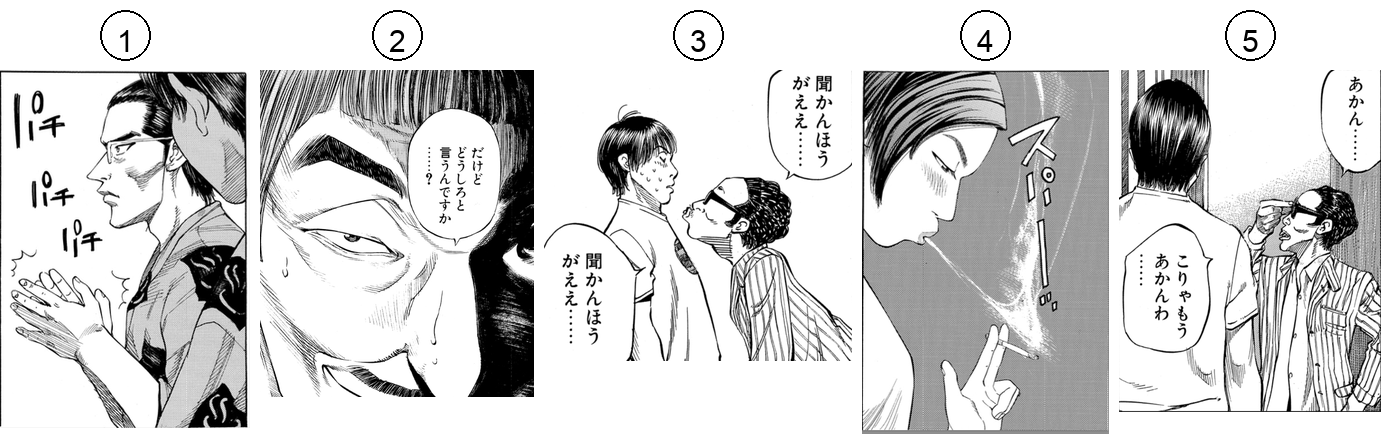 1
2
3
4
5
パチ
パチ
パチ
だけど
どうしろと
言うんですか
……?
聞かんほう
がええ……
聞かんほう
がええ……
スパーーッ
あかん…
こりゃもう
あかんわ
……